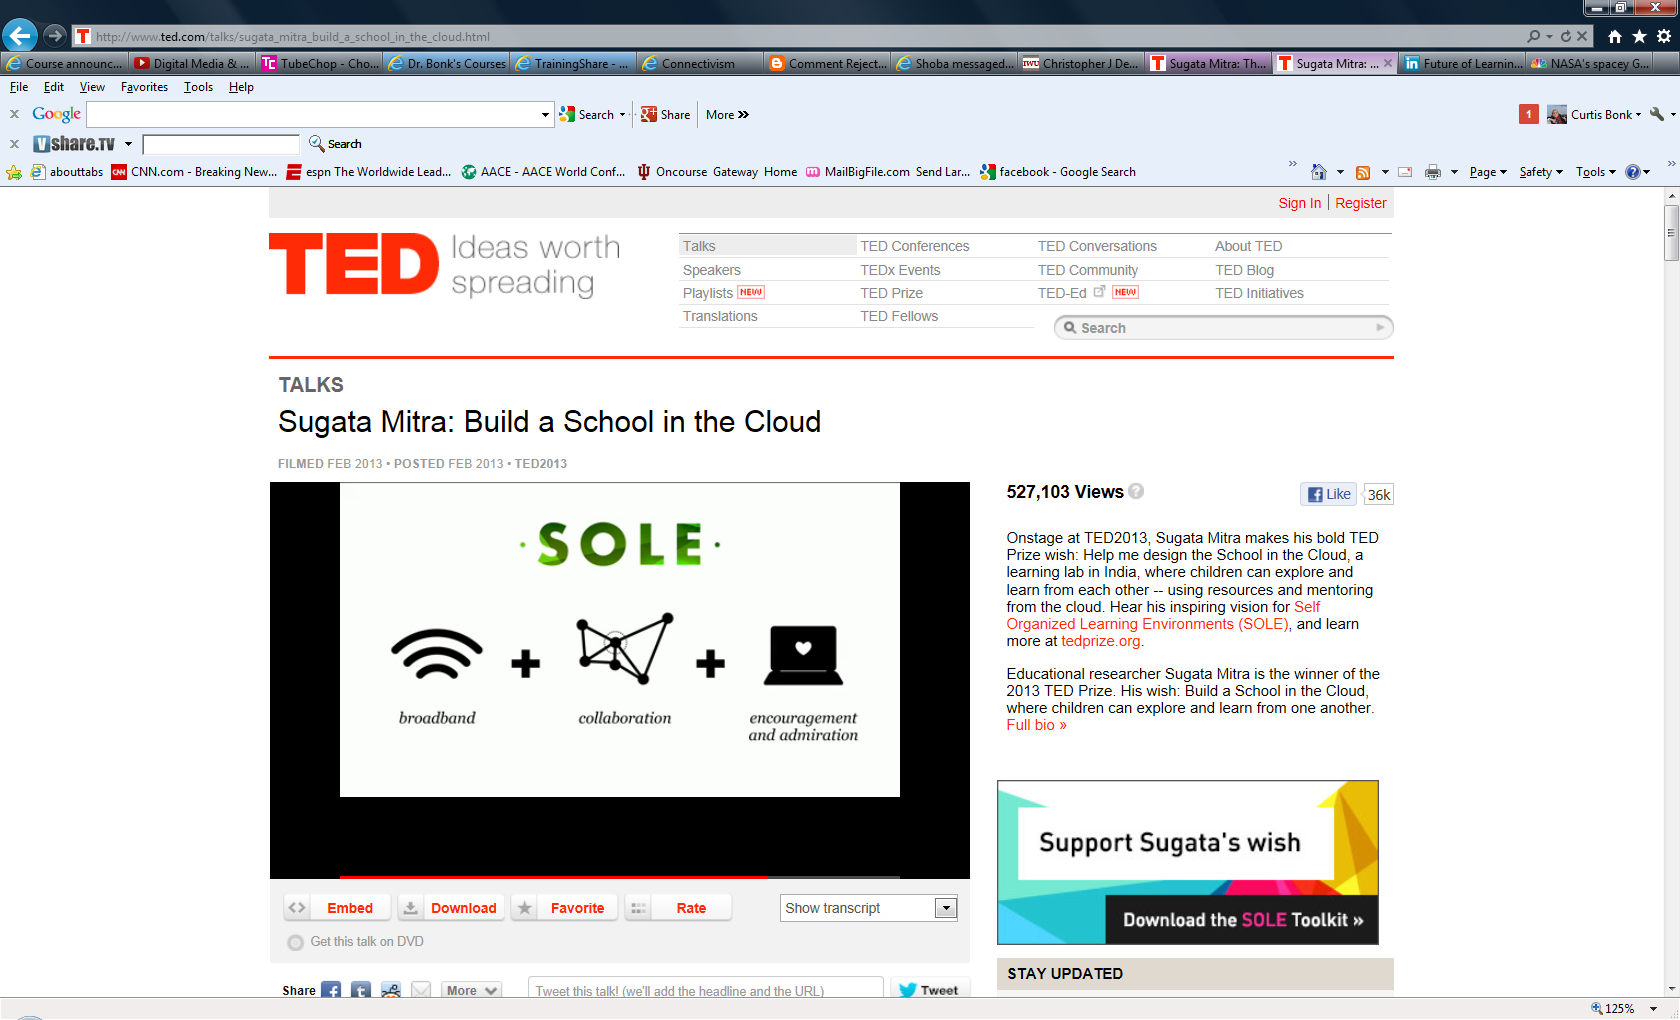 http://www.ted.com/talks/sugata_mitra_build_a_school_in_the_cloud.html
Course announc...
Digital Media & ...
TubeChop - Cho...
Dr. Bonk's Courses
TrainingShare - ...
Connectivism
Comment Reject...
Shoba messaged...
Christopher J De...
Sugata Mitra: Th...
Sugata Mitra: ...
Future of Learnin...
NASA's spacey G...
File Edit View Favorites Tools Help
x Google Search Share More »
1 Curtis Bonk
x Vshare.TV Search
abouttabs
CNN.com - Breaking New...
espn The Worldwide Lead...
AACE - AACE World Conf...
Oncourse Gateway Home
MailBigFile.com Send Lar...
facebook - Google Search
Page Safety Tools
Sign In | Register
TED Ideas worth
spreading
Talks TED Conferences TED Conversations About TED
Speakers TEDx Events TED Community TED Blog
Playlists NEW TED Prize TED-Ed NEW TED Initiatives
Translations TED Fellows
Search
TALKS
Sugata Mitra: Build a School in the Cloud
FILMED FEB 2013 • POSTED FEB 2013 • TED2013
· SOLE ·
+ +
broadband
collaboration
encouragement
and admiration
527,103 Views ?
Like 36k
Onstage at TED2013, Sugata Mitra makes his bold TED
Prize wish: Help me design the School in the Cloud, a
learning lab in India, where children can explore and
learn from each other -- using resources and mentoring
from the cloud. Hear his inspiring vision for Self
Organized Learning Environments (SOLE), and learn
more at tedprize.org.
Educational researcher Sugata Mitra is the winner of the
2013 TED Prize. His wish: Build a School in the Cloud,
where children can explore and learn from one another.
Full bio »
Support Sugata's wish
Download the SOLE Toolkit »
Embed Download Favorite Rate Show transcript
Get this talk on DVD
STAY UPDATED
Share More Tweet this talk! (we'll add the headline and the URL) Tweet
125%